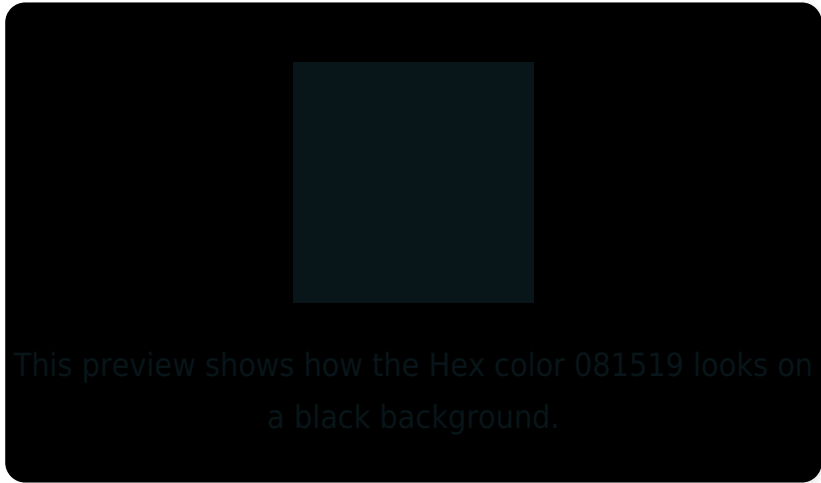 This preview shows how the Hex color 081519 looks on
a black background.